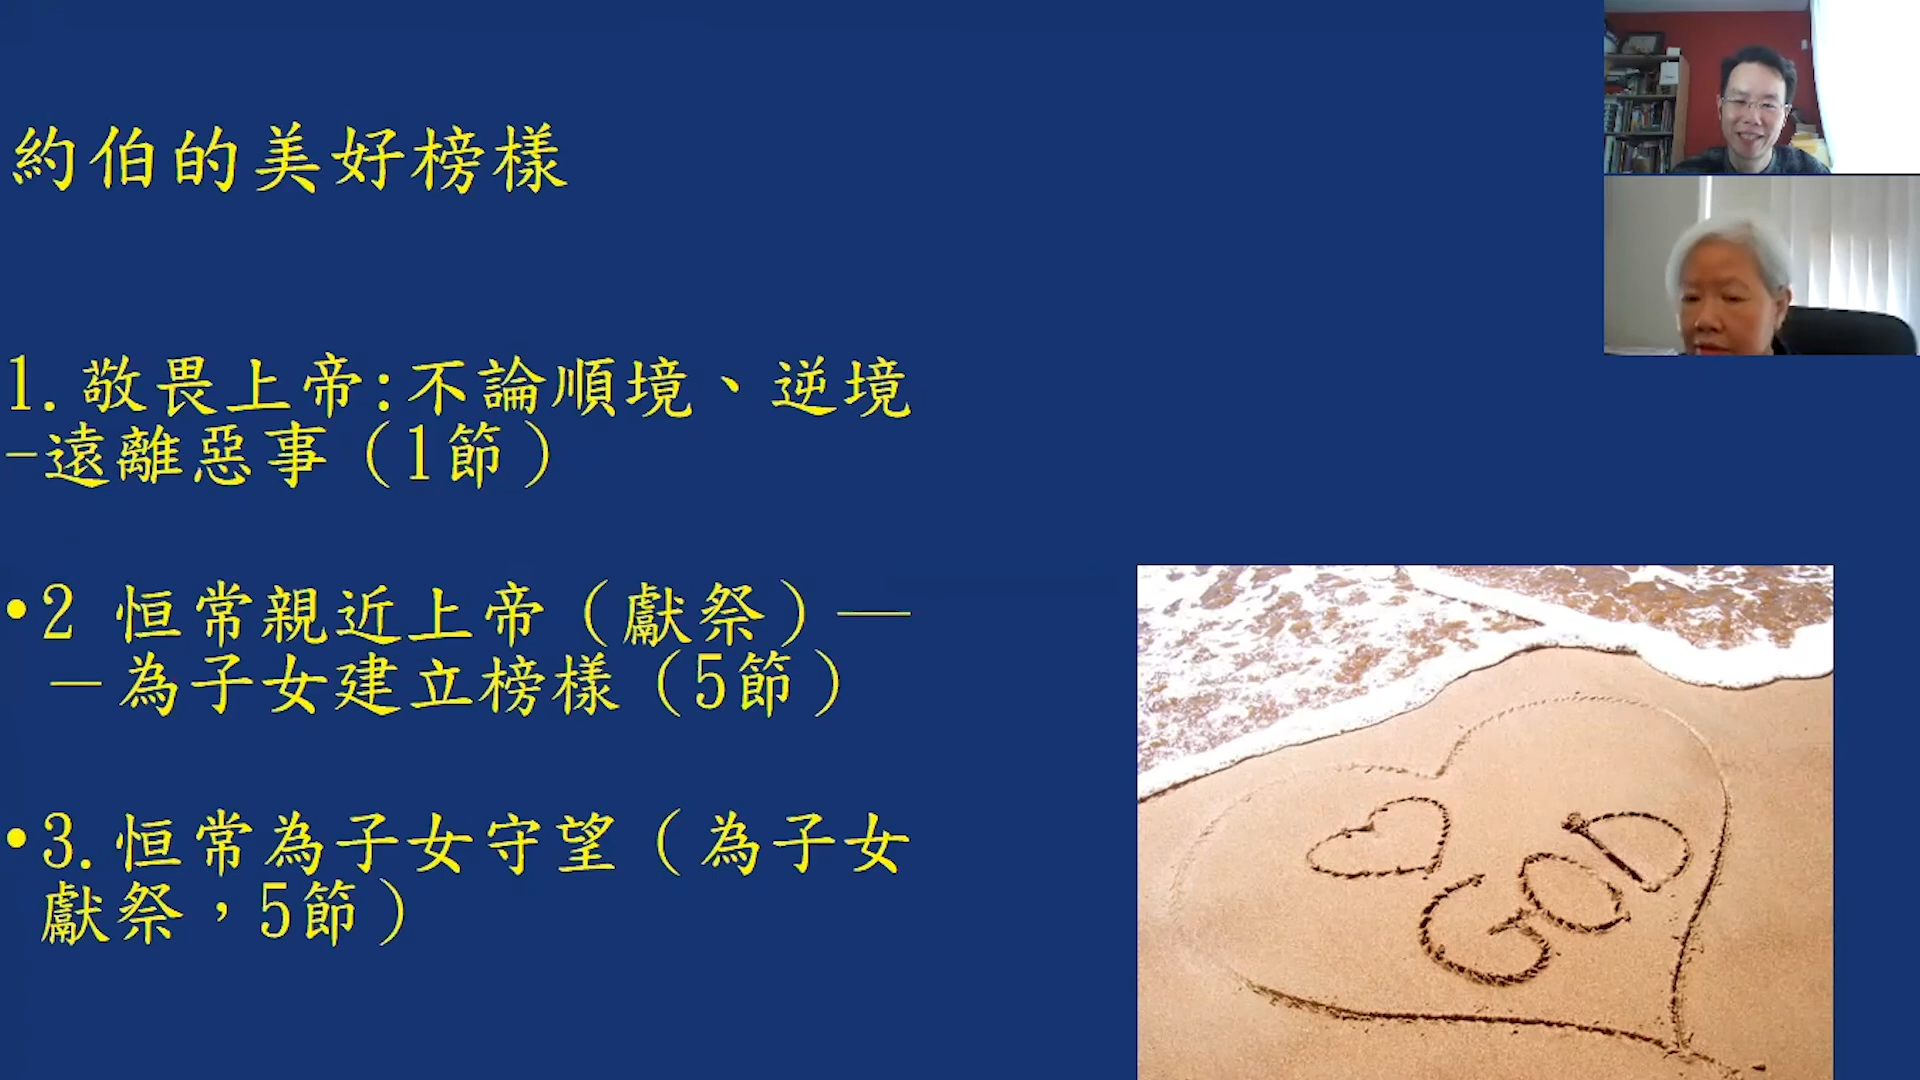 約伯的美好榜樣
1.敬畏上帝:不論順境、逆境
-遠離惡事（1節）
•2 恒常親近上帝（獻祭）—
—為子女建立榜樣（5節）
•3.恒常為子女守望（為子女
獻祭，5節）
GOD